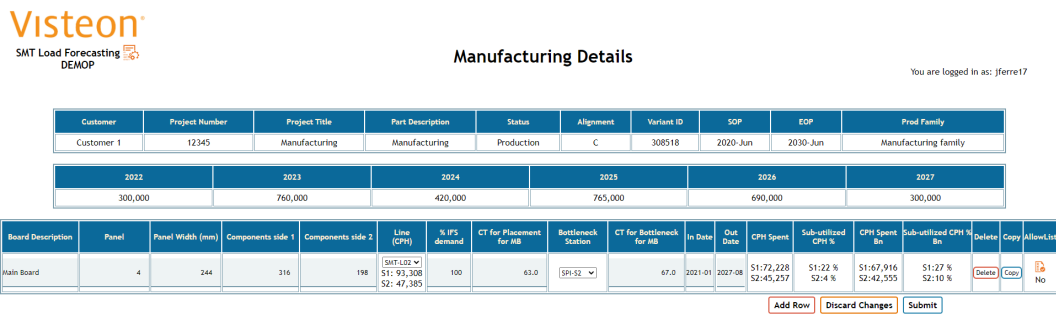 Visteon
SMT Load Forecasting
DEMOP
Manufacturing Details
You are logged in as: jferre17
Customer Project Number Project Title Part Description Status Alignment Variant ID SOP EOP Prod Family
Customer 1 12345 Manufacturing Manufacturing Production C 308518 2020-Jun 2030-Jun Manufacturing family
2022 2023 2024 2025 2026 2027
300,000 760,000 420,000 765,000 690,000 300,000
Board Description Panel Panel Width (mm) Components side 1 Components side 2 Line (CPH) % IFS demand CT for Placement for MB Bottleneck Station CT for Bottleneck for MB In Date Out Date CPH Spent Sub-utilized CPH % CPH Spent Bn Sub-utilized CPH % Bn Delete Copy AllowList
Main Board 4 244 316 198 SMT-L02 S1: 93,308 S2: 47,385 100 63.0 SPI-S2 67.0 2021-01 2027-08 S1:72,228 S2:45,257 S1:22 % S2:4 % S1:67,916 S2:42,555 S1:27 % S2:10 % Delete Copy No
Add Row Discard Changes Submit